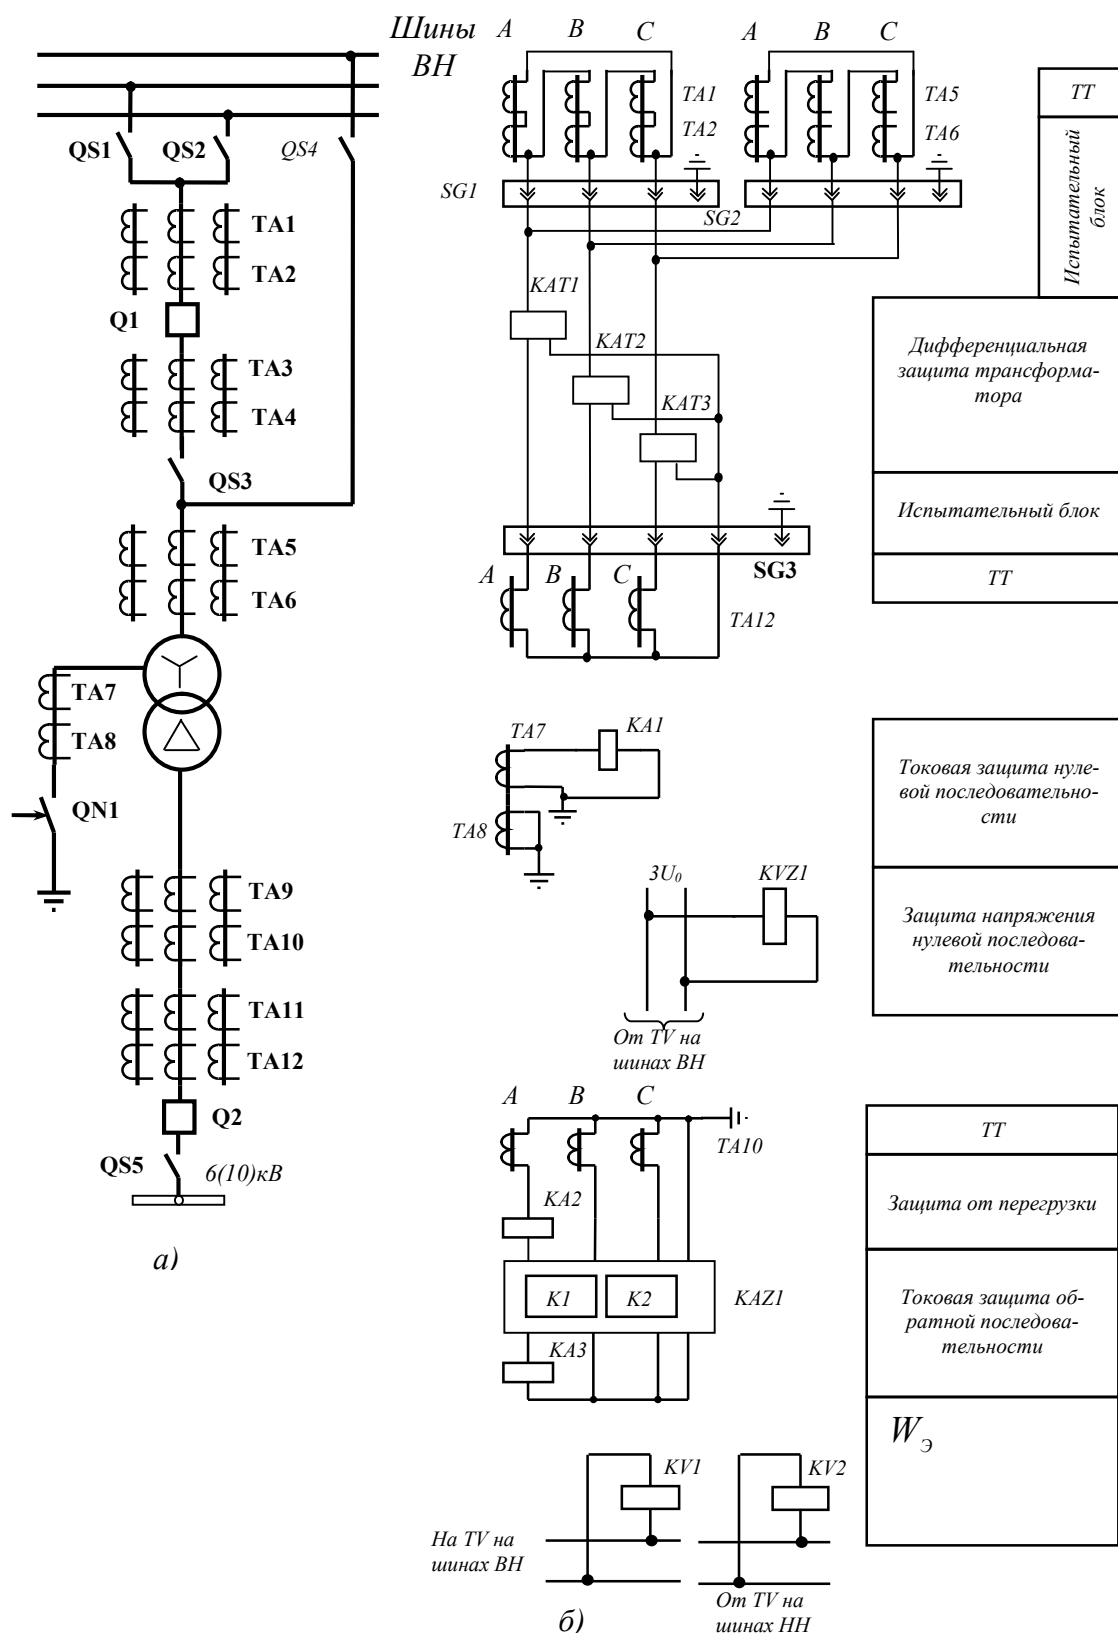 Шины
ВН
QS1
QS2
QS4
TA1
TA2
Q1
TA3
TA4
QS3
TA5
TA6
TA7
TA8
QN1
TA9
TA10
TA11
TA12
Q2
QS5
6(10)кВ
а)
A B C
A B C
TA1
TA2
TA5
TA6
SG1
SG2
KAT1
KAT2
KAT3
SG3
A B C
TA12
TA7
KA1
TA8
3U₀
KVZ1
От TV на
шинах ВН
A B C
TA10
KA2
K1
K2
KAZ1
KA3
KV1
KV2
На TV на
шинах ВН
От TV на
шинах НН
б)
ТТ
Испытательный
блок
Дифференциальная
защита трансформа-
тора
Испытательный блок
ТТ
Токовая защита нуле-
вой последовательно-
сти
Защита напряжения
нулевой последова-
тельности
ТТ
Защита от перегрузки
Токовая защита об-
ратной последова-
тельности
WЭ